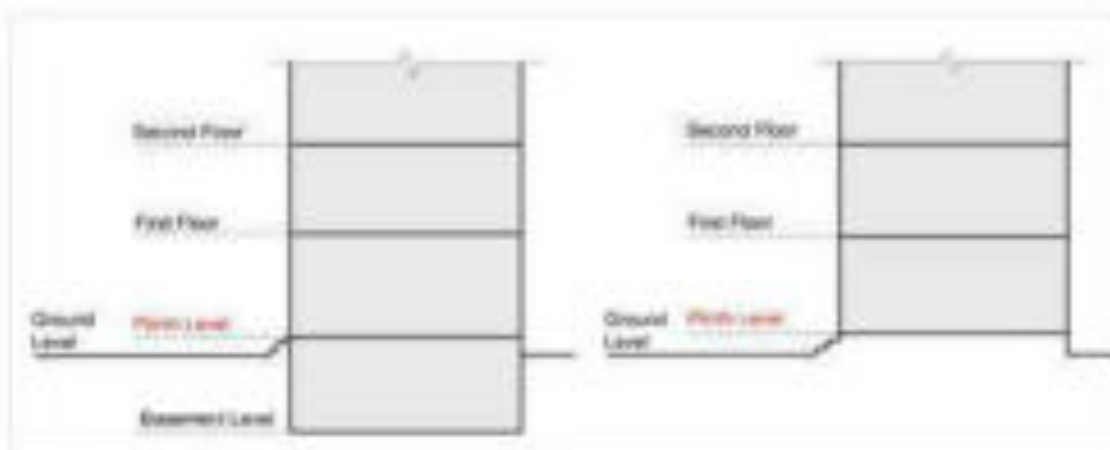 Second Floor
First Floor
Ground
Level
Plinth Level
Basement Level
Second Floor
First Floor
Ground
Level
Plinth Level